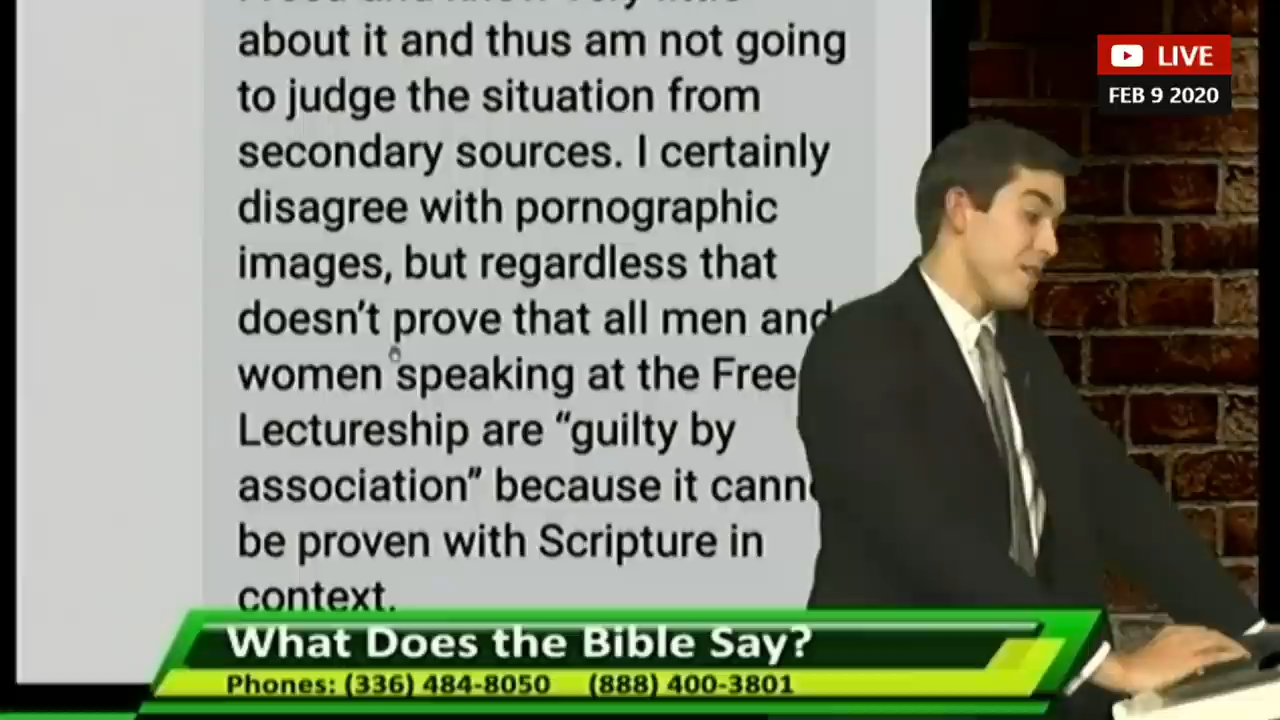 about it and thus am not going
to judge the situation from
secondary sources. I certainly
disagree with pornographic
images, but regardless that
doesn't prove that all men and
women speaking at the Free
Lectureship are “guilty by
association” because it
be proven with Scripture in
context.
LIVE
FEB 9 2020
What Does the Bible Say?
Phones: (336) 484-8050 (888) 400-3801